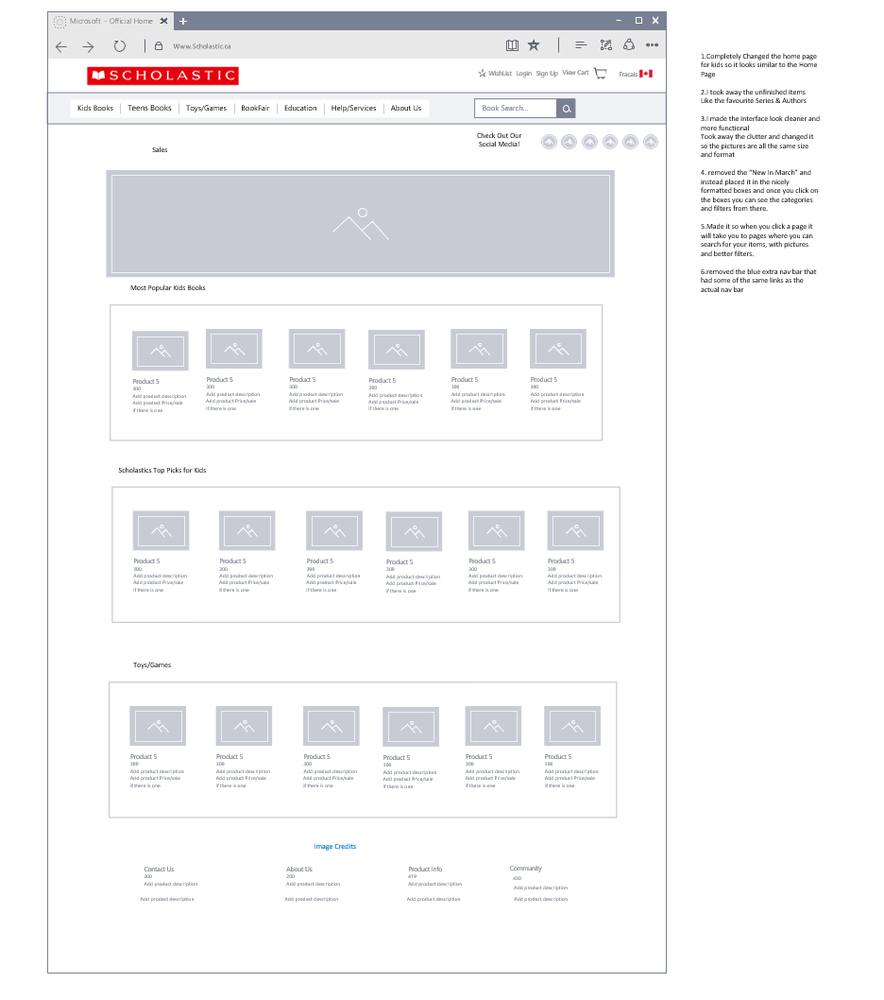 Microsoft - Official Home
Www.Scholastic.ca
SCHOLASTIC
WishList Login Sign Up View Cart Fracais
Kids Books Teens Books Toys/Games BookFair Education Help/Services About Us
Book Search...
Sales
Check Out Our
Social Media!
Most Popular Kids Books
Product 5 Product 5 Product 5 Product 5 Product 5 Product 5
300 300 300 300 300 300
Add product description Add product description Add product description Add product description Add product description Add product description
Add product Price/sale Add product Price/sale Add product Price/sale Add product Price/sale Add product Price/sale Add product Price/sale
if there is one if there is one if there is one if there is one if there is one if there is one
Scholastics Top Picks for Kids
Product 5 Product 5 Product 5 Product 5 Product 5 Product 5
300 300 300 300 300 300
Add product description Add product description Add product description Add product description Add product description Add product description
Add product Price/sale Add product Price/sale Add product Price/sale Add product Price/sale Add product Price/sale Add product Price/sale
if there is one if there is one if there is one if there is one if there is one if there is one
Toys/Games
Product 5 Product 5 Product 5 Product 5 Product 5 Product 5
300 300 300 300 300 300
Add product description Add product description Add product description Add product description Add product description Add product description
Add product Price/sale Add product Price/sale Add product Price/sale Add product Price/sale Add product Price/sale Add product Price/sale
if there is one if there is one if there is one if there is one if there is one if there is one
Image Credits
Contact Us About Us Product Info Community
300 200 419 430
Add product description Add product description Add product description Add product description
Add product description Add product description Add product description Add product description
1.Completely Changed the home page
for kids so it looks similar to the Home
Page
2.I took away the unfinished items
Like the favourite Series & Authors
3.I made the interface look cleaner and
more functional
Took away the clutter and changed it
so the pictures are all the same size
and format
4. removed the "New In March" and
instead placed it in the nicely
formatted boxes and once you click on
the boxes you can see the categories
and filters from there.
5.Made it so when you click a page it
will take you to pages where you can
search for your items, with pictures
and better filters.
6.removed the blue extra nav bar that
had some of the same links as the
actual nav bar